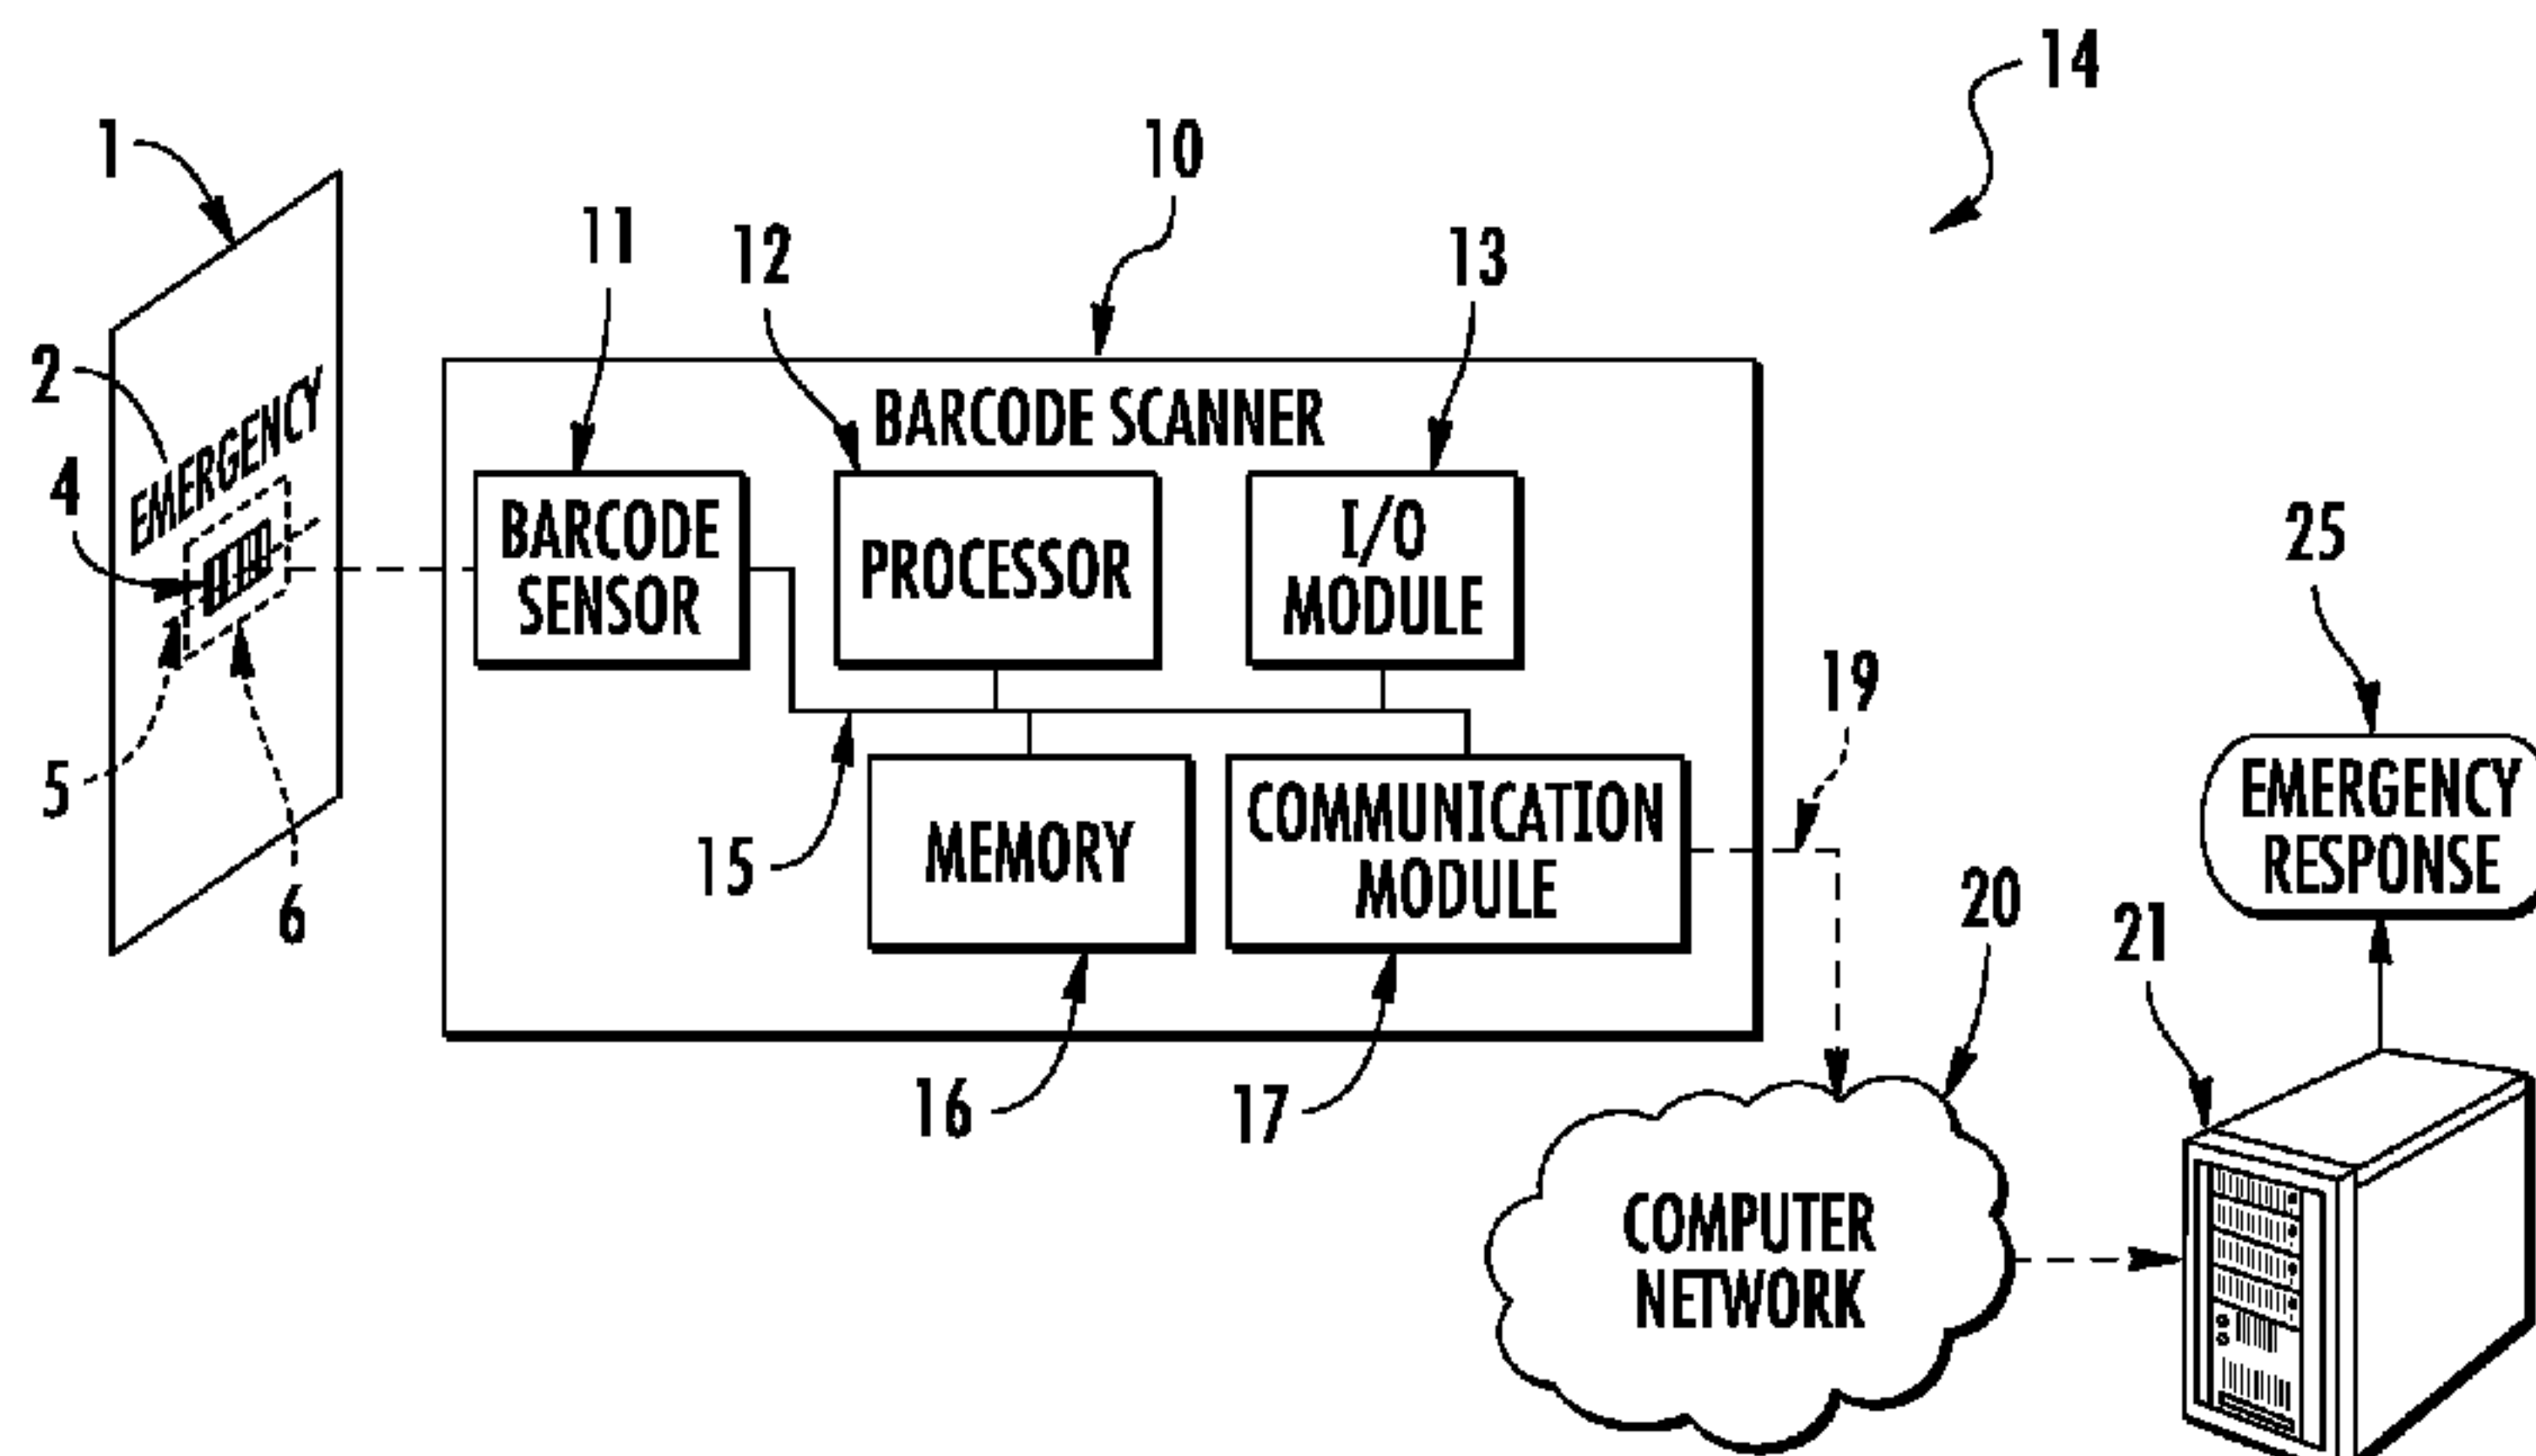 14
1
10
11
12
13
2
EMERGENCY
4
BARCODE SCANNER
BARCODE
SENSOR
PROCESSOR
I/O
MODULE
25
19
5
6
15
MEMORY
COMMUNICATION
MODULE
EMERGENCY
RESPONSE
20
21
16
17
COMPUTER
NETWORK